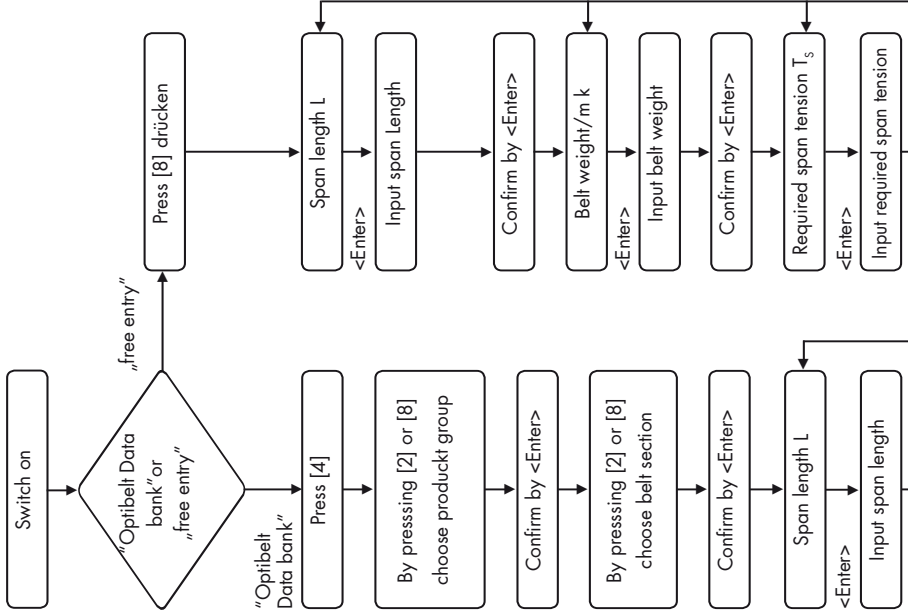 Switch on
"Optibelt Data
bank"or
„free entry"
„free entry"
Press [8] drücken
Span length L
<Enter>
Input span Length
Confirm by <Enter>
Belt weight/m k
<Enter>
Input belt weight
Confirm by <Enter>
Required span tension Ts
<Enter>
Input required span tension
"Optibelt
Data bank"
Press [4]
By presssing [2] or [8]
choose produckt group
Confirm by <Enter>
By presssing [2] or [8]
choose belt section
Confirm by <Enter>
Span length L
<Enter>
Input span length